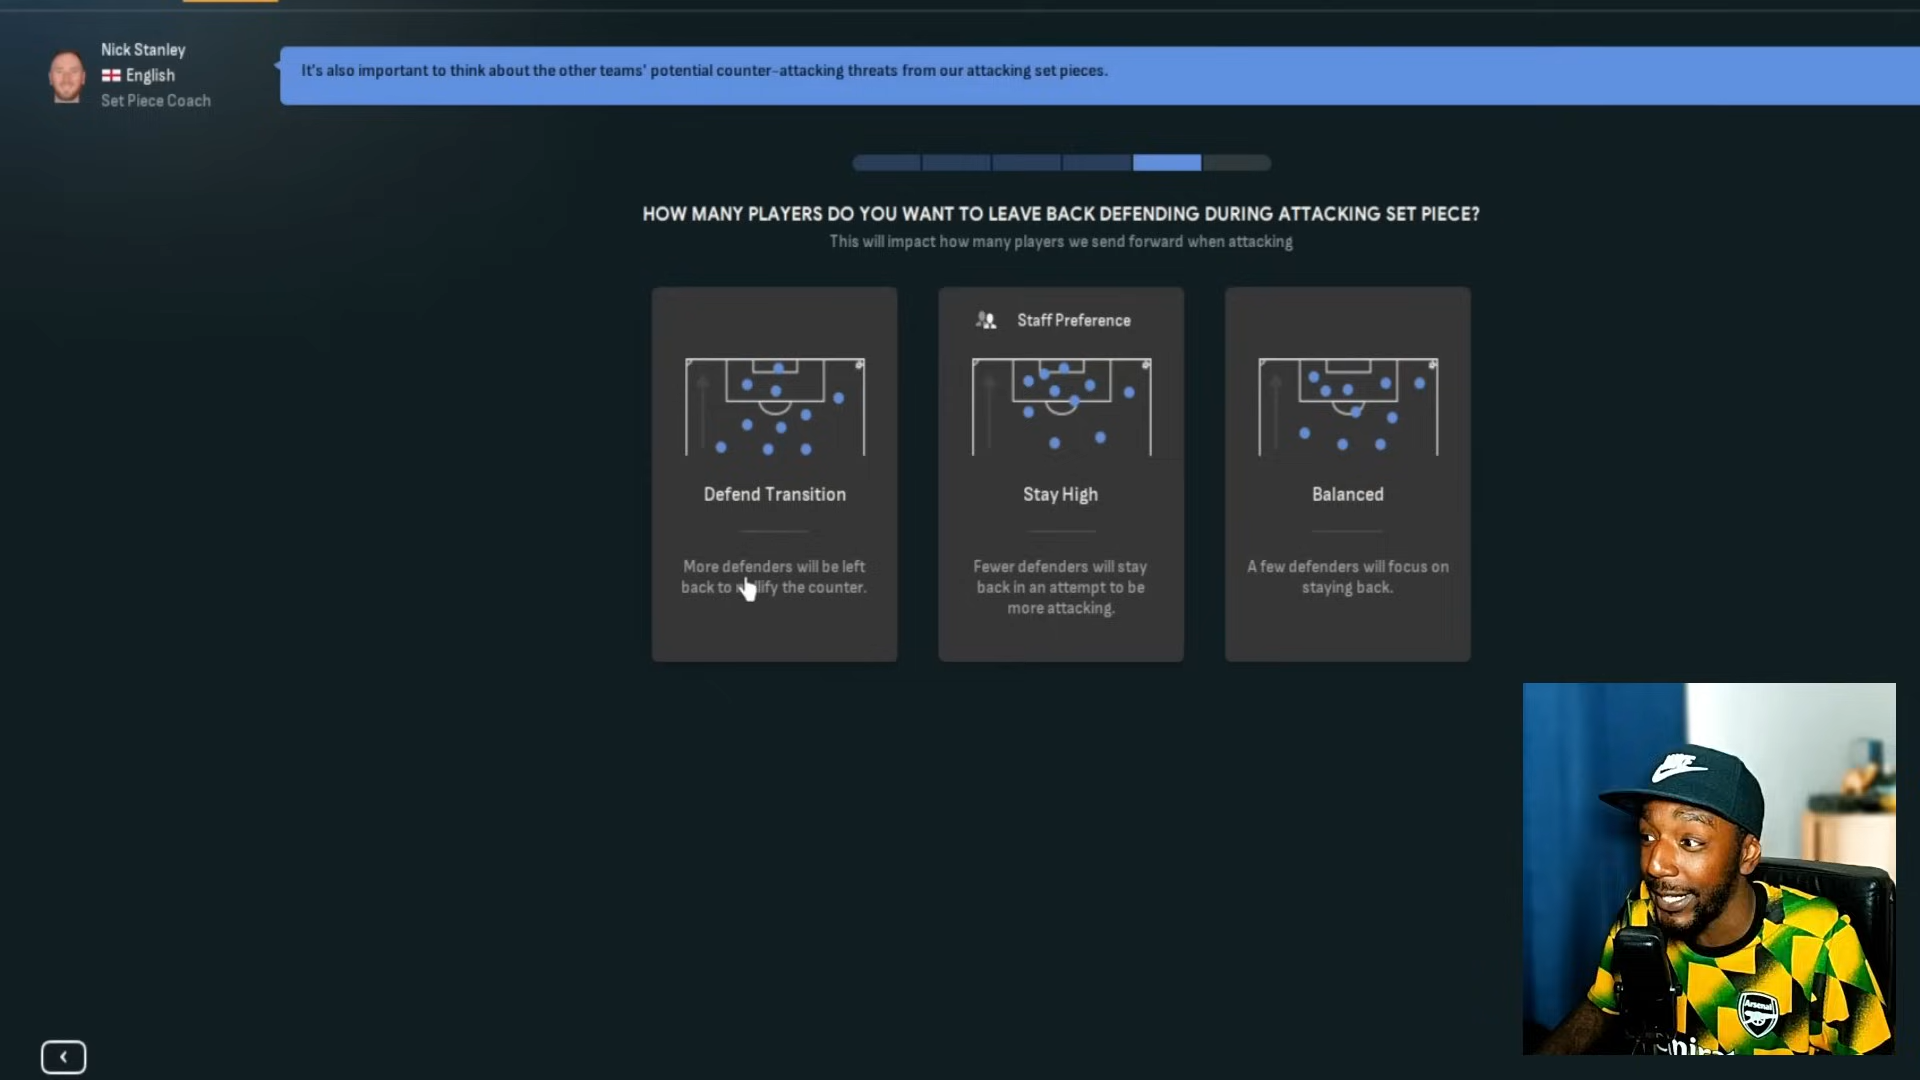 Nick Stanley
English
Set Piece Coach
It's also important to think about the other teams' potential counter-attacking threats from our attacking set pieces.
HOW MANY PLAYERS DO YOU WANT TO LEAVE BACK DEFENDING DURING ATTACKING SET PIECE?
This will impact how many players we send forward when attacking
Defend Transition
More defenders will be left
back to nullify the counter.
Staff Preference
Stay High
Fewer defenders will stay
back in an attempt to be
more attacking.
Balanced
A few defenders will focus on
staying back.
NIKE
Arsenal